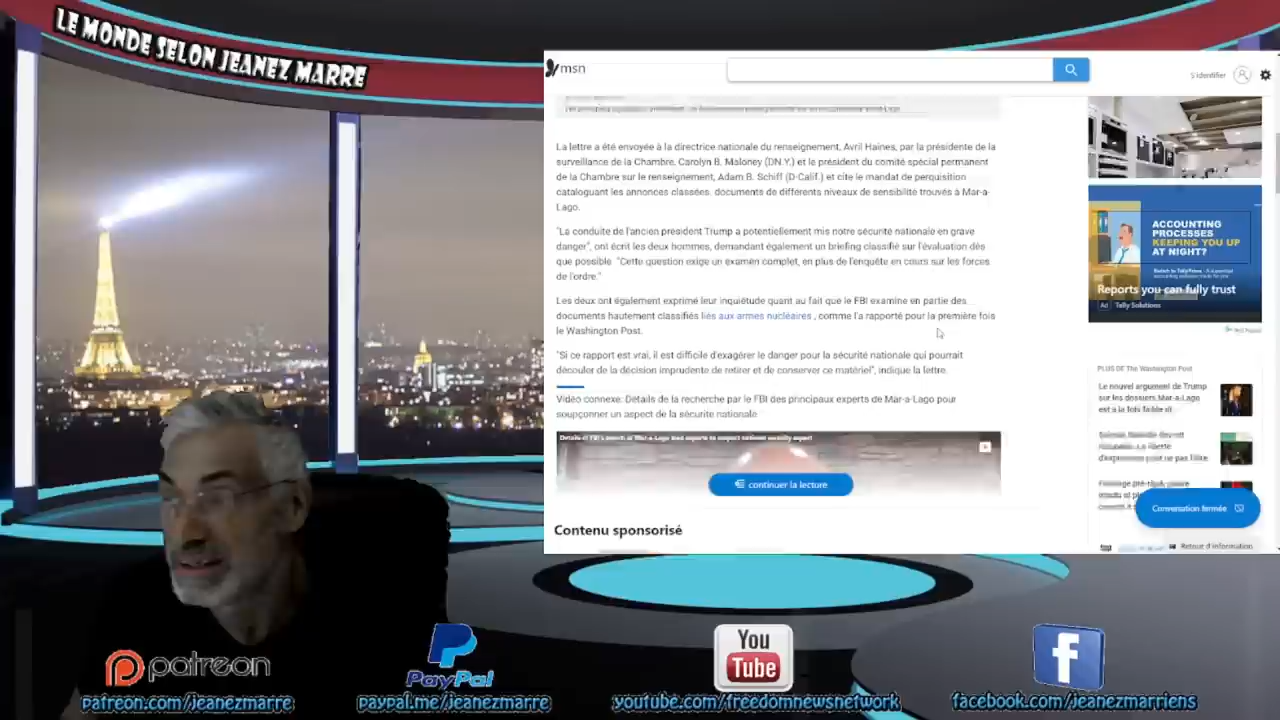 LE MONDE SELON JEANEZ MARRE
msn
S'identifier
La lettre a été envoyée à la directrice nationale du renseignement, Avril Haines, par la présidente de la
surveillance de la Chambre, Carolyn B. Maloney (DN.Y.) et le président du comité spécial permanent
de la Chambre sur le renseignement, Adam B. Schiff (D-Calif.) et cite le mandat de perquisition
cataloguant les annonces classées. documents de différents niveaux de sensibilité trouvés à Mar-a-
Lago.
"La conduite de l'ancien président Trump a potentiellement mis notre sécurité nationale en grave
danger", ont écrit les deux hommes, demandant également un briefing classifié sur l'évaluation dès
que possible. "Cette question exige un examen complet, en plus de l'enquête en cours sur les forces
de l'ordre."
Les deux ont également exprimé leur inquiétude quant au fait que le FBI examine en partie des
documents hautement classifiés liés aux armes nucléaires , comme l'a rapporté pour la première fois
le Washington Post.
"Si ce rapport est vrai, il est difficile d'exagérer le danger pour la sécurité nationale qui pourrait
découler de la décision imprudente de retirer et de conserver ce matériel", indique la lettre.
Vidéo connexe: Détails de la recherche par le FBI des principaux experts de Mar-a-Lago pour
soupçonner un aspect de la sécurité nationale
continuer la lecture
Contenu sponsorisé
ACCOUNTING
PROCESSES
KEEPING YOU UP
AT NIGHT?
Reports you can fully trust
Ad Tally Solutions
PLUS DE The Washington Post
Le nouvel argument de Trump
sur les dossiers Mar-a-Lago
est à la fois faible et
Conversation fermée
Retour d'information
patreon
PayPal
You
Tube
f
patreon.com/jeanezmarre
paypal.me/jeanezmarre
youtube.com/freedomnewsnetwork
facebook.com/jeanezmarriens